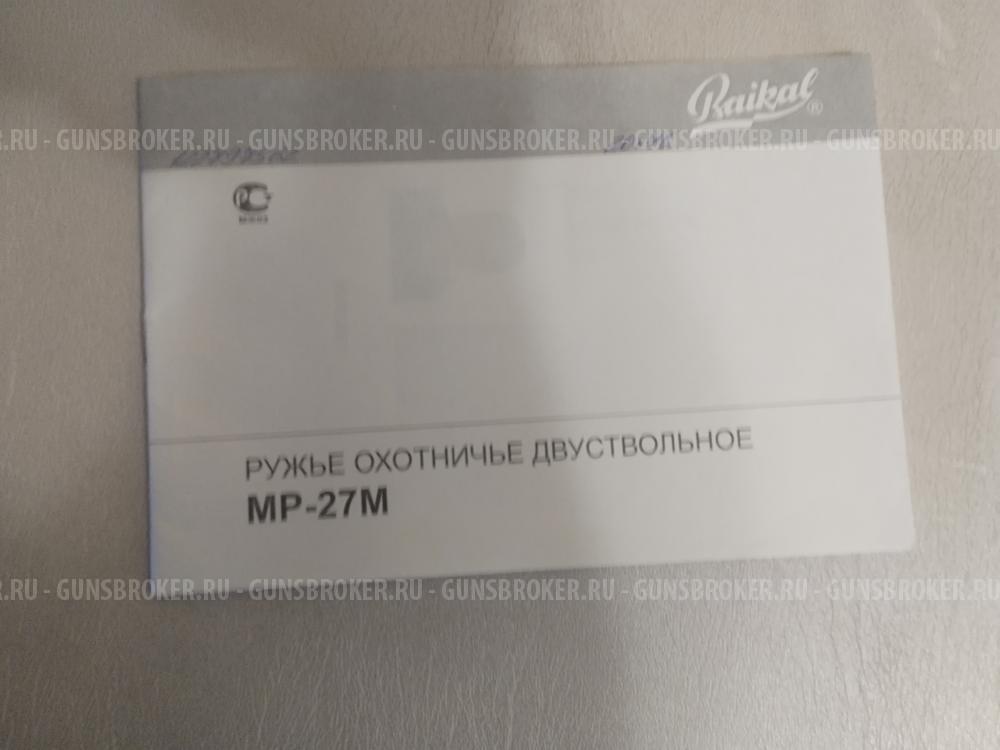 Baikal ®
.RU - GUNSBROKER.RU - GUNSBROKER.RU - GUNSBROKER.RU - GUNSBROKER.RU - GUNSBROKER.RU
РУЖЬЕ ОХОТНИЧЬЕ ДВУСТВОЛЬНОЕ
МР-27М
.RU - GUNSBROKER.RU - GUNSBROKER.RU - GUNSBROKER.RU - GUNSBROKER.RU - GUNSBROKER.RU